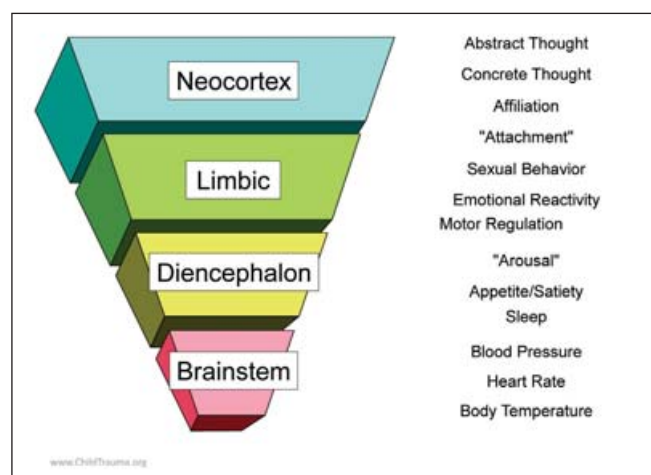 Neocortex
Limbic
Diencephalon
Brainstem
Abstract Thought
Concrete Thought
Affiliation
"Attachment"
Sexual Behavior
Emotional Reactivity
Motor Regulation
"Arousal"
Appetite/Satiety
Sleep
Blood Pressure
Heart Rate
Body Temperature
www.ChildTrauma.org